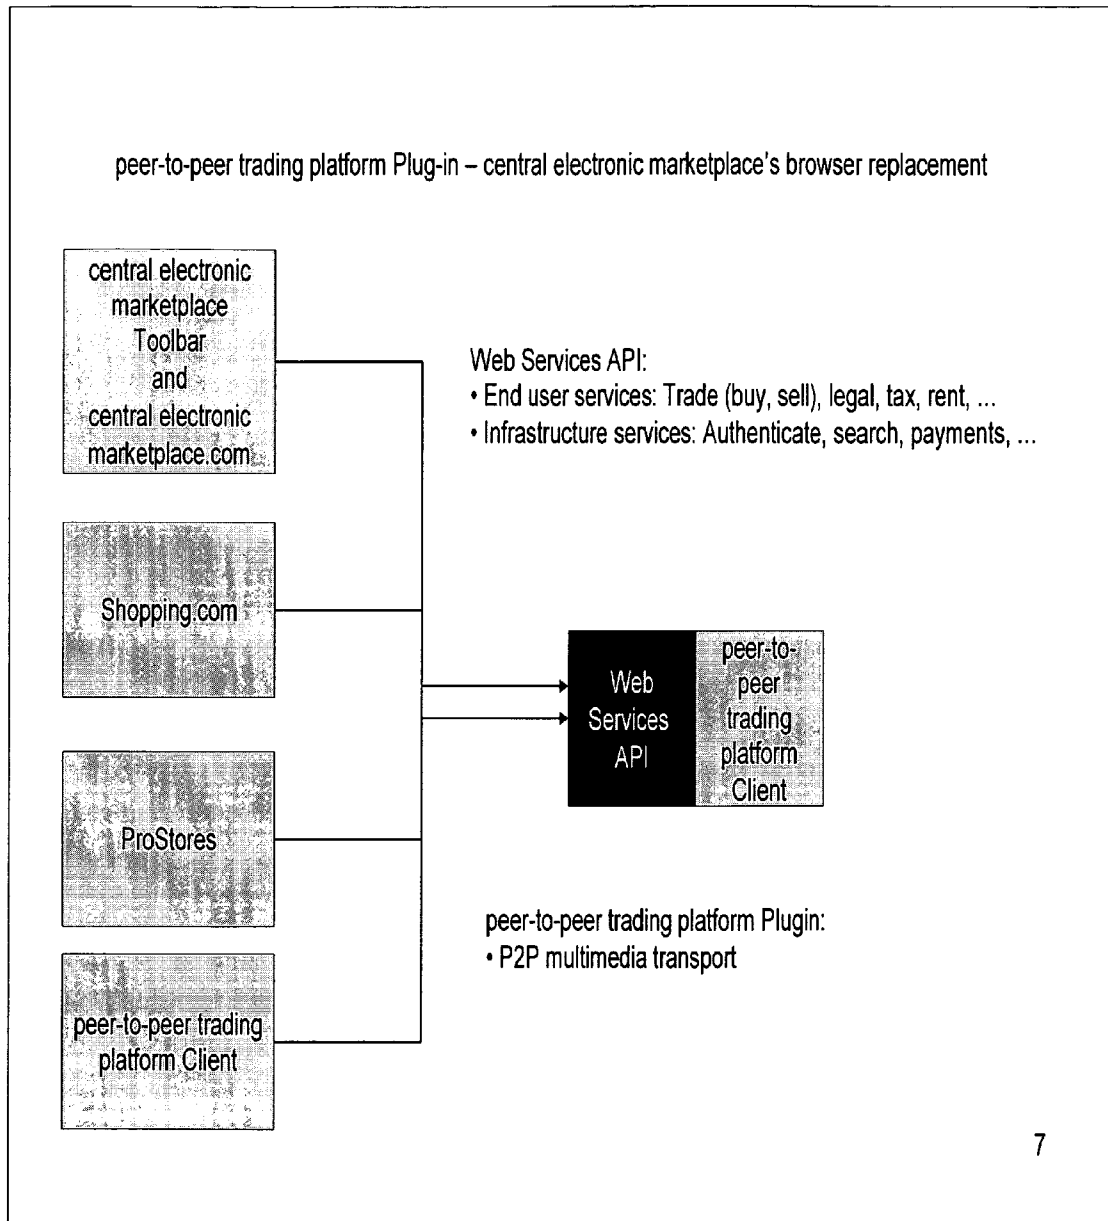 peer-to-peer trading platform Plug-in – central electronic marketplace's browser replacement
central electronic
marketplace
Toolbar
and
central electronic
marketplace.com
Web Services API:
• End user services: Trade (buy, sell), legal, tax, rent, ...
• Infrastructure services: Authenticate, search, payments, ...
Shopping.com
Web
Services
API
peer-to-
peer
trading
platform
Client
ProStores
peer-to-peer trading platform Plugin:
• P2P multimedia transport
peer-to-peer trading
platform Client
7